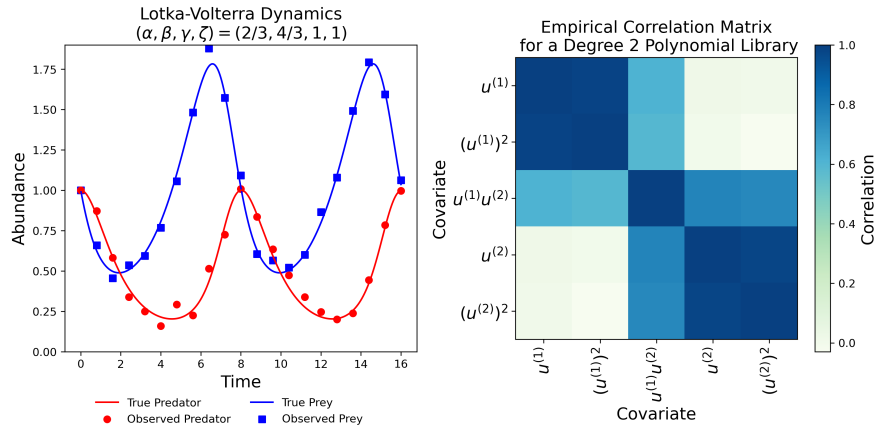 Lotka-Volterra Dynamics
(α, β, γ, ζ) = (2/3, 4/3, 1, 1)
Abundance
1.75
1.50
1.25
1.00
0.75
0.50
0.25
0.00
0 2 4 6 8 10 12 14 16
Time
True Predator
Observed Predator
True Prey
Observed Prey
Empirical Correlation Matrix
for a Degree 2 Polynomial Library
Covariate
u⁽¹⁾
(u⁽¹⁾)²
u⁽¹⁾u⁽²⁾
u⁽²⁾
(u⁽²⁾)²
u⁽¹⁾ (u⁽¹⁾)² u⁽¹⁾u⁽²⁾ u⁽²⁾ (u⁽²⁾)²
Covariate
1.0
0.8
0.6
0.4
0.2
0.0
Correlation